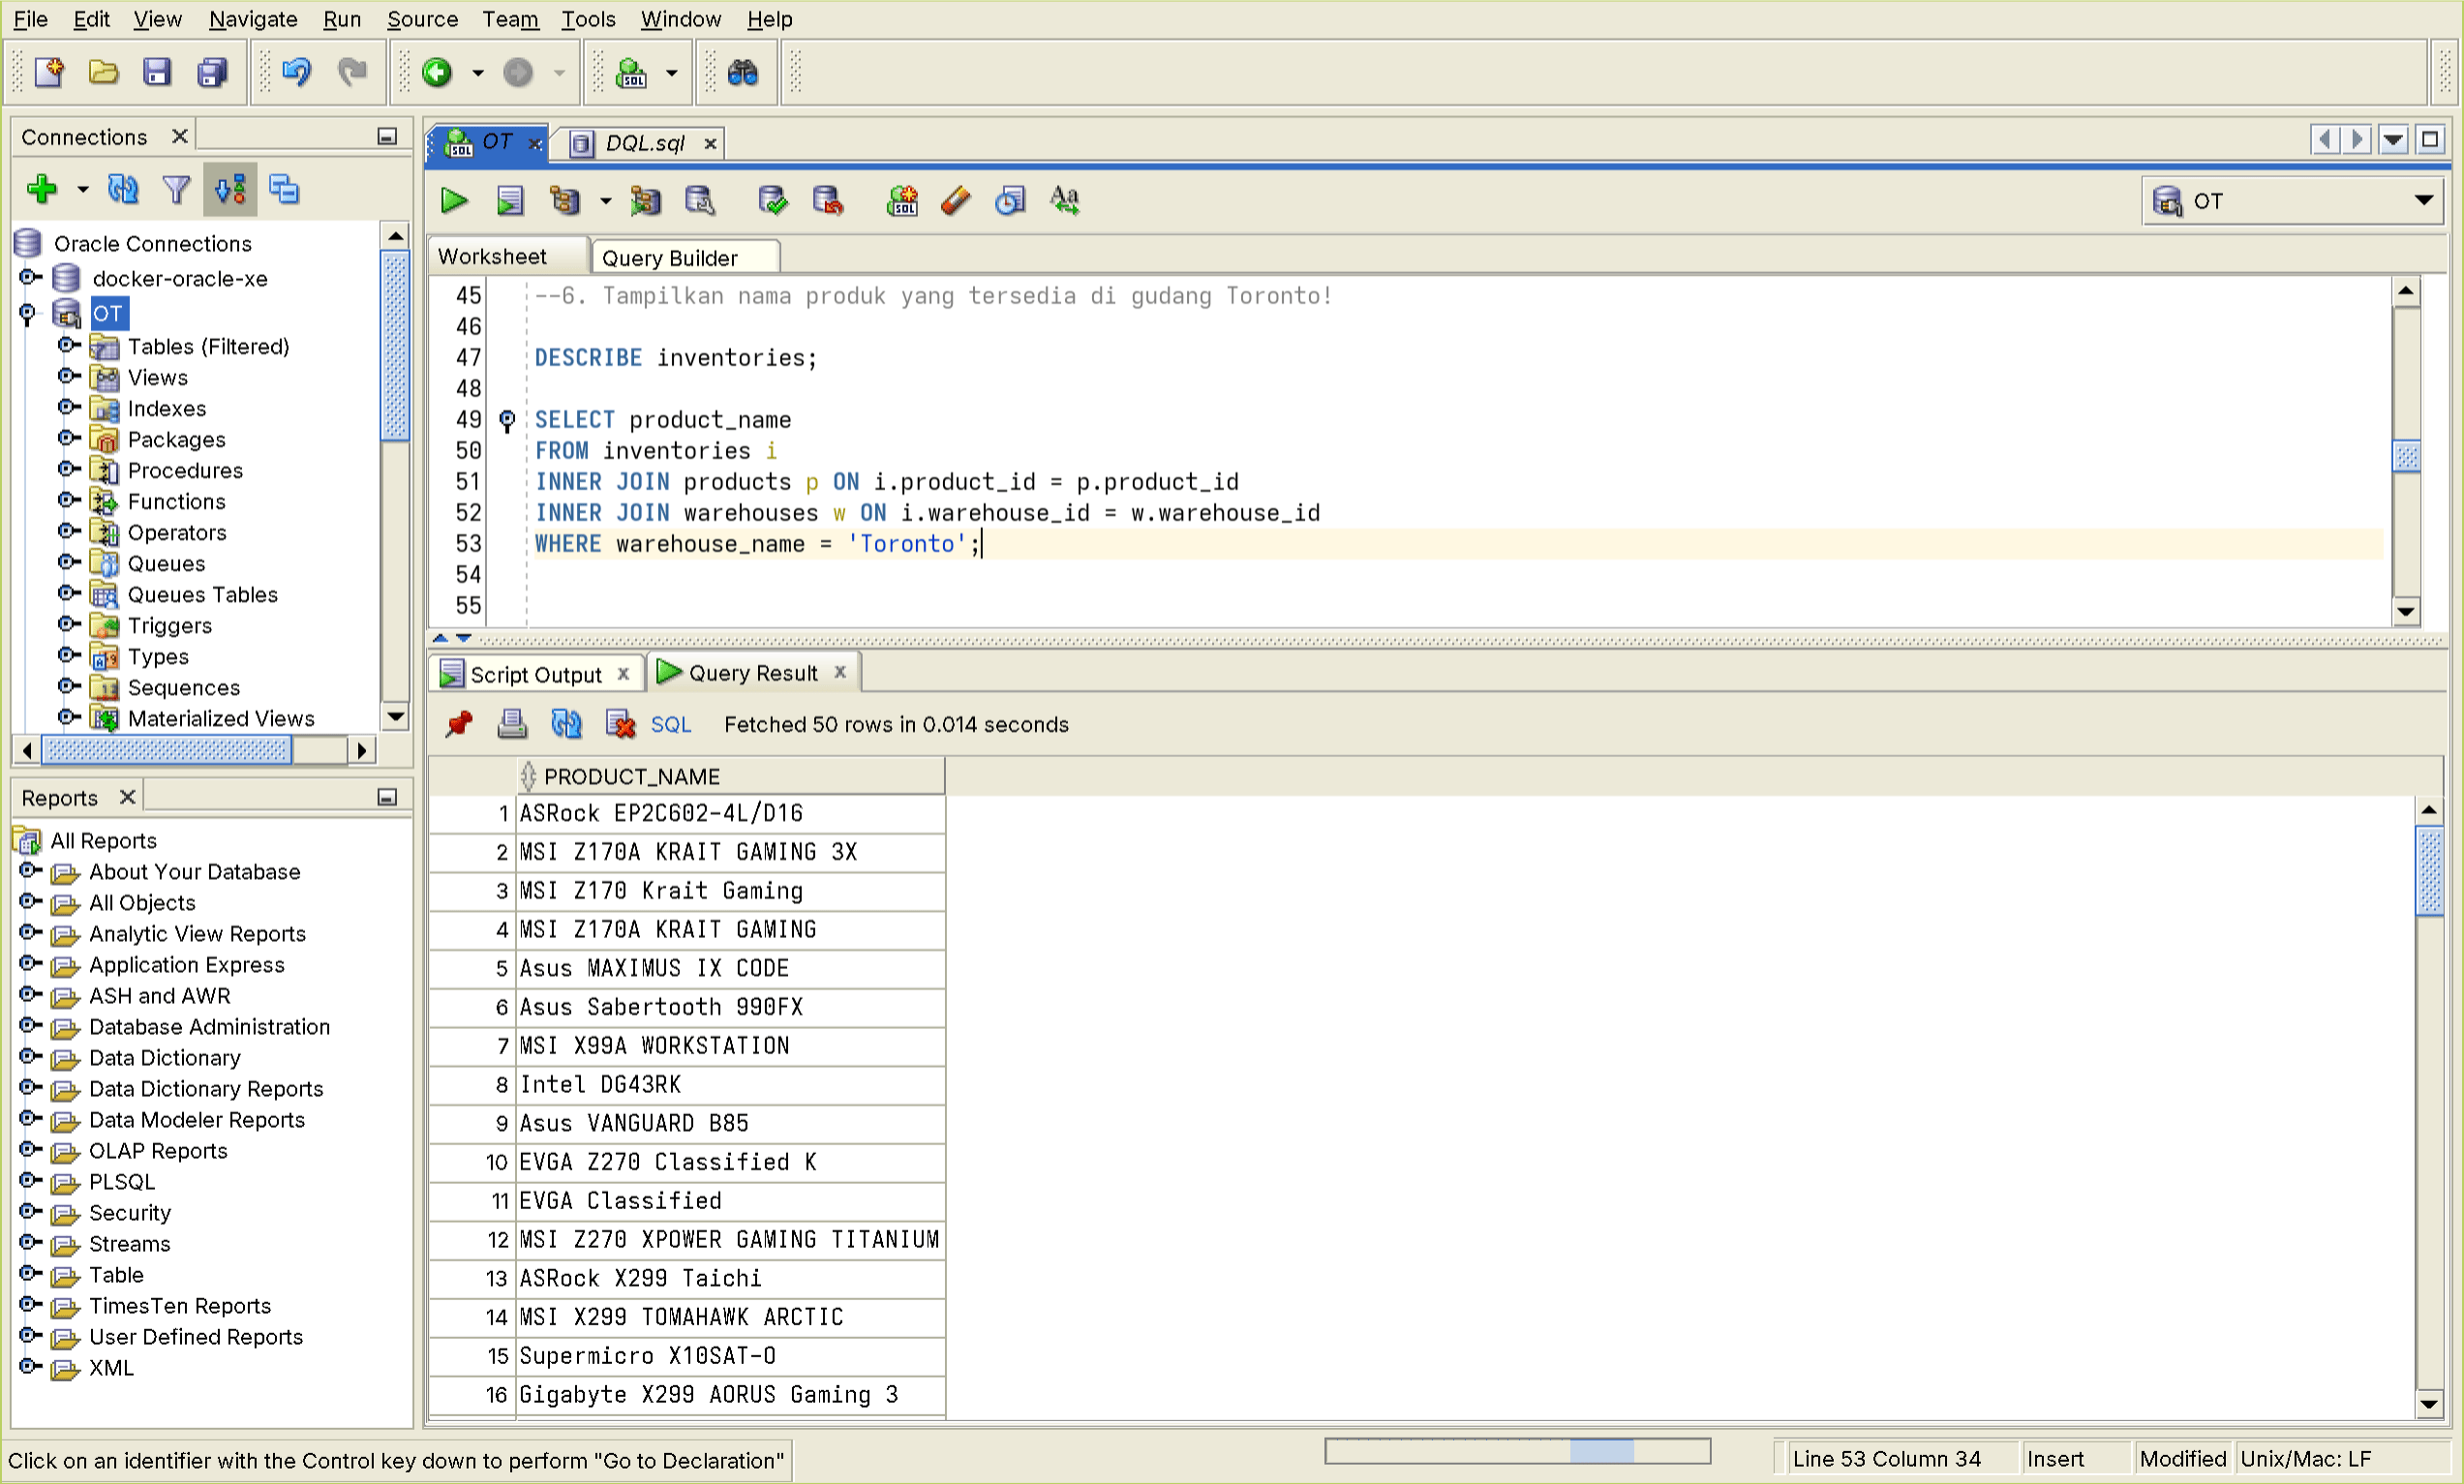 File Edit View Navigate Run Source Team Tools Window Help
Connections
Oracle Connections
docker-oracle-xe
OT
Tables (Filtered)
Views
Indexes
Packages
Procedures
Functions
Operators
Queues
Queues Tables
Triggers
Types
Sequences
Materialized Views
Reports
All Reports
About Your Database
All Objects
Analytic View Reports
Application Express
ASH and AWR
Database Administration
Data Dictionary
Data Dictionary Reports
Data Modeler Reports
OLAP Reports
PLSQL
Security
Streams
Table
TimesTen Reports
User Defined Reports
XML
OT DQL.sql
OT
Worksheet Query Builder
45 --6. Tampilkan nama produk yang tersedia di gudang Toronto!
46
47 DESCRIBE inventories;
48
49 SELECT product_name
50 FROM inventories i
51 INNER JOIN products p ON i.product_id = p.product_id
52 INNER JOIN warehouses w ON i.warehouse_id = w.warehouse_id
53 WHERE warehouse_name = 'Toronto';
54
55
Script Output Query Result
SQL Fetched 50 rows in 0.014 seconds
PRODUCT_NAME
1 ASRock EP2C602-4L/D16
2 MSI Z170A KRAIT GAMING 3X
3 MSI Z170 Krait Gaming
4 MSI Z170A KRAIT GAMING
5 Asus MAXIMUS IX CODE
6 Asus Sabertooth 990FX
7 MSI X99A WORKSTATION
8 Intel DG43RK
9 Asus VANGUARD B85
10 EVGA Z270 Classified K
11 EVGA Classified
12 MSI Z270 XPOWER GAMING TITANIUM
13 ASRock X299 Taichi
14 MSI X299 TOMAHAWK ARCTIC
15 Supermicro X10SAT-O
16 Gigabyte X299 AORUS Gaming 3
Click on an identifier with the Control key down to perform "Go to Declaration"
Line 53 Column 34 Insert Modified Unix/Mac: LF